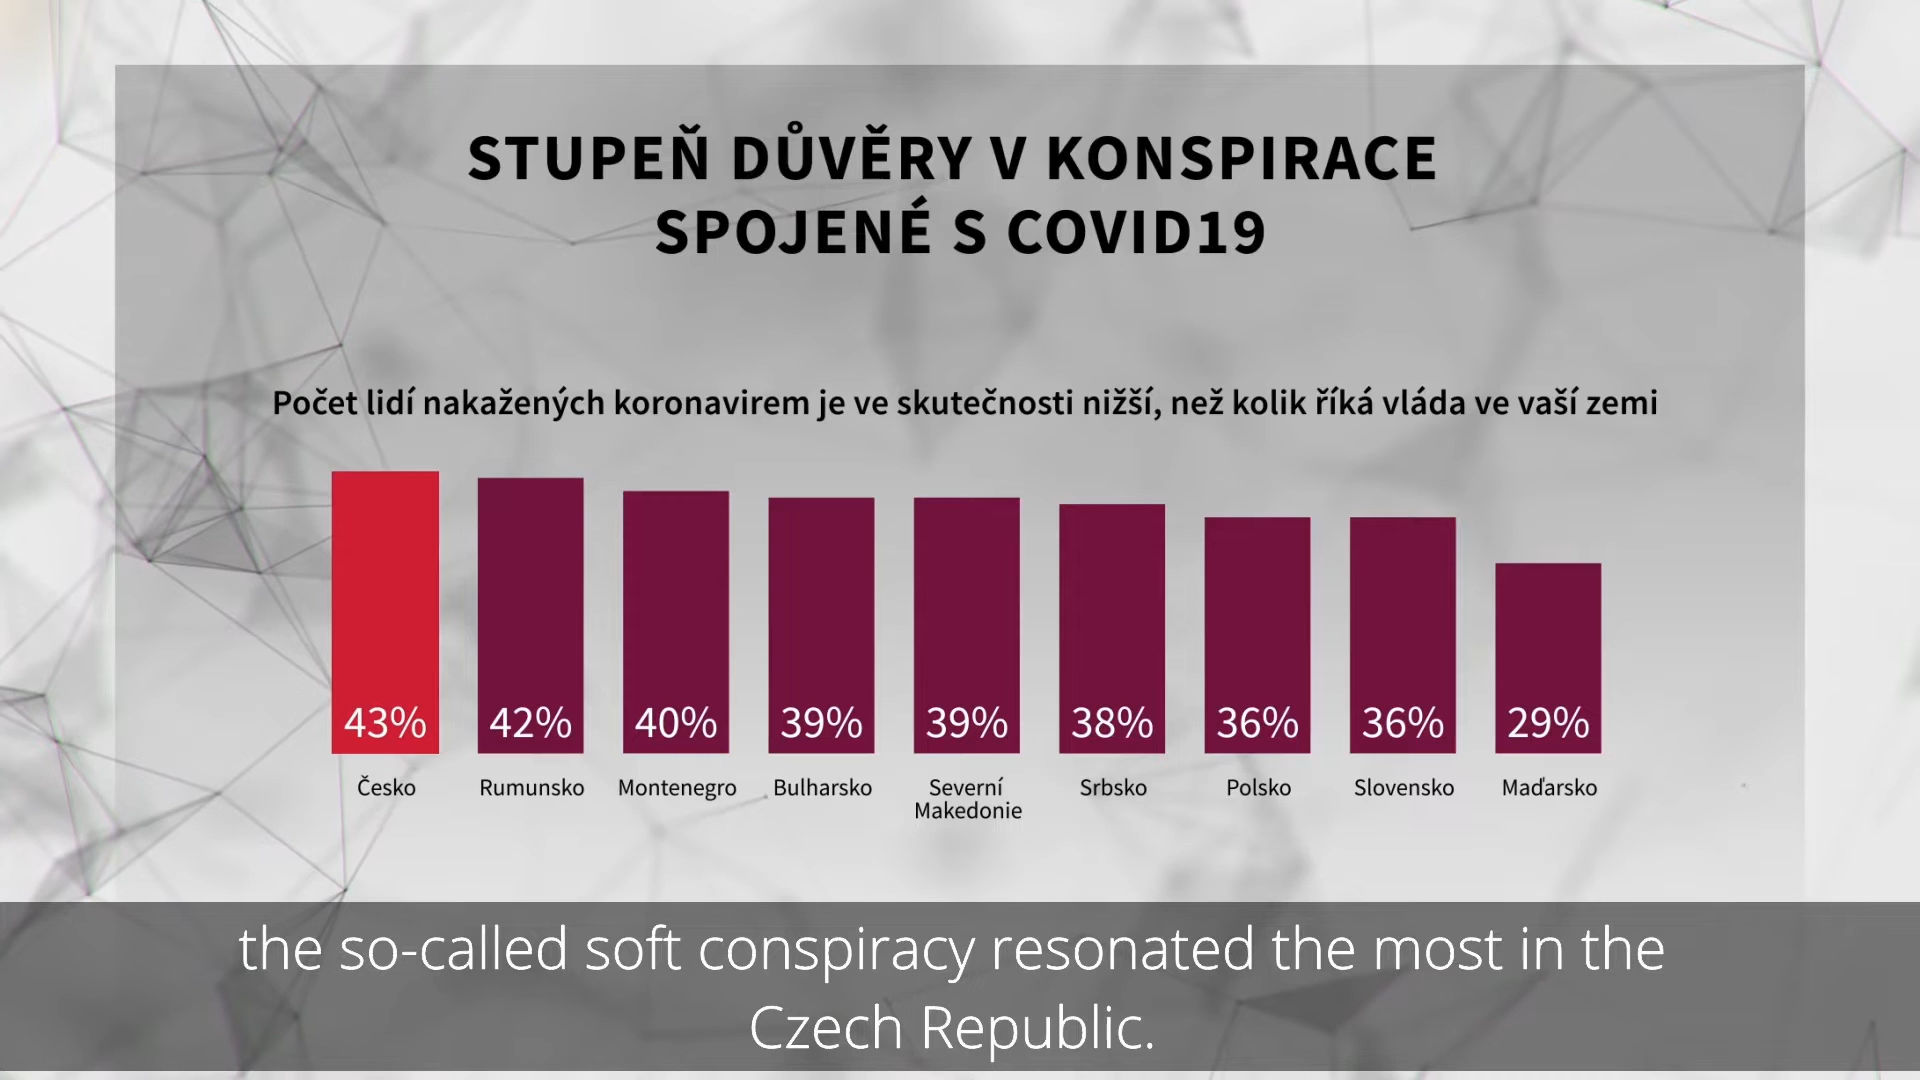 STUPEŇ DŮVĚRY V KONSPIRACE
SPOJENÉ S COVID19
Počet lidí nakažených koronavirem je ve skutečnosti nižší, než kolik říká vláda ve vaší zemi
43% 42% 40% 39% 39% 38% 36% 36% 29%
Česko Rumunsko Montenegro Bulharsko Severní Srbsko Polsko Slovensko Maďarsko
Makedonie
the so-called soft conspiracy resonated the most in the
Czech Republic.